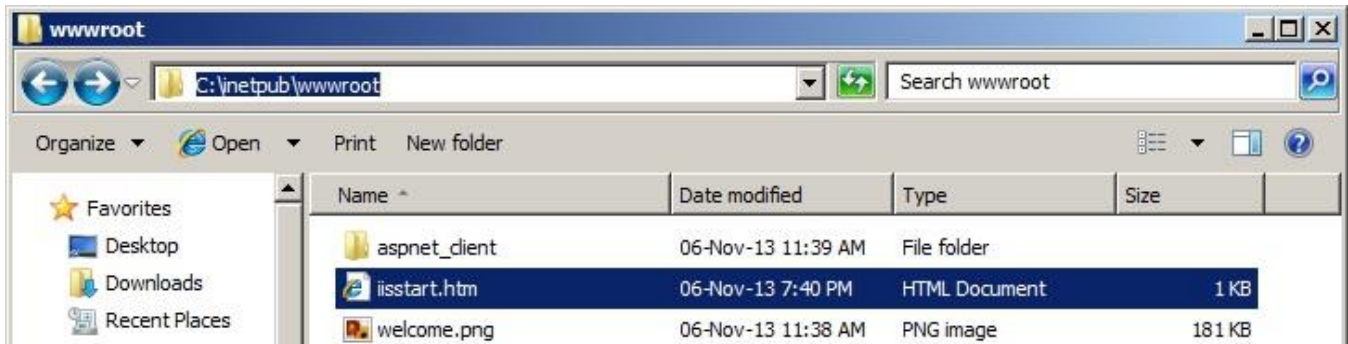 wwwroot
C:\inetpub\wwwroot Search wwwroot
Organize Open Print New folder
Favorites Name Date modified Type Size
Desktop aspnet_client 06-Nov-13 11:39 AM File folder
Downloads iisstart.htm 06-Nov-13 7:40 PM HTML Document 1 KB
Recent Places welcome.png 06-Nov-13 11:38 AM PNG image 181 KB